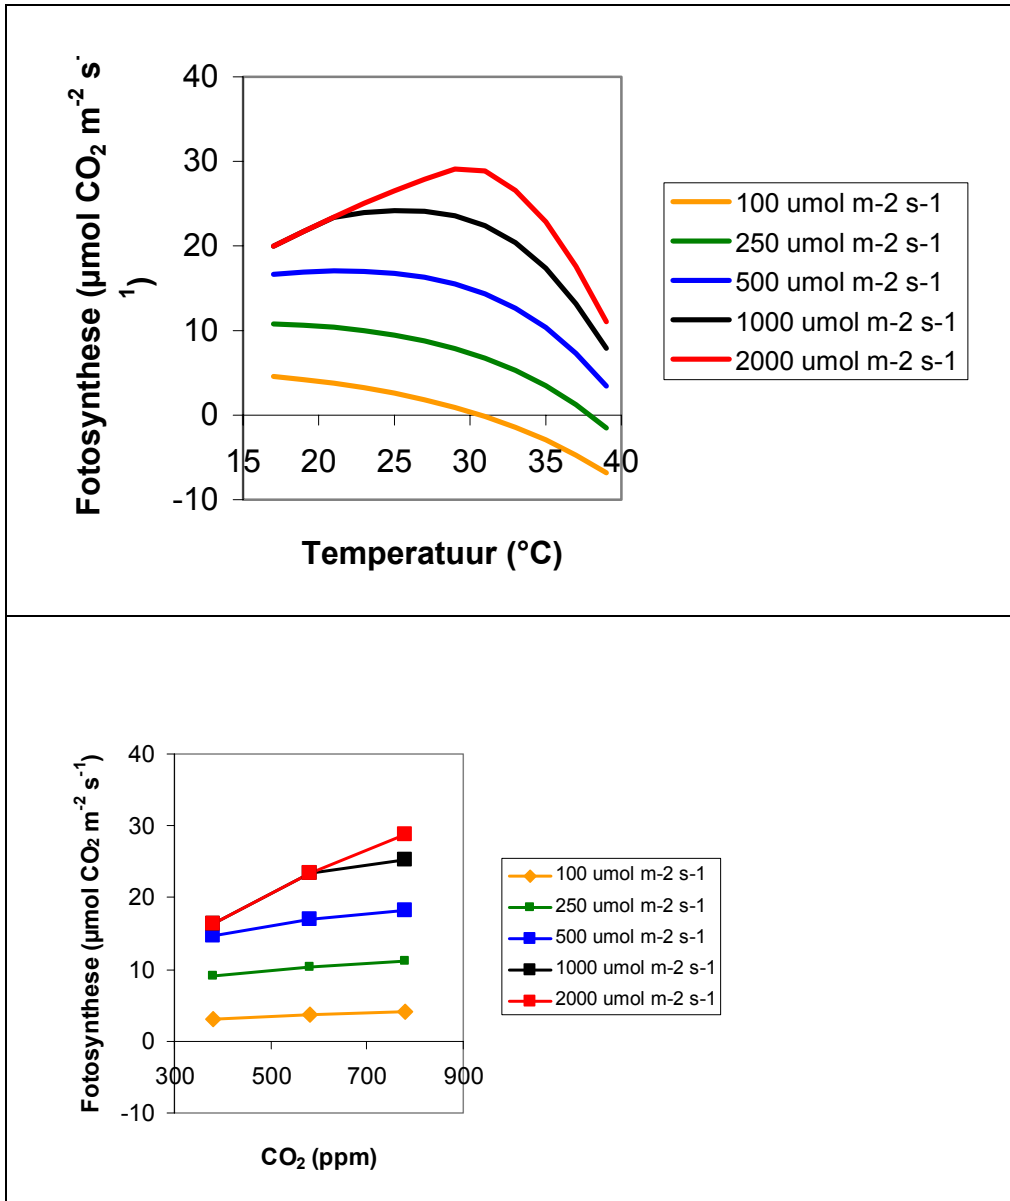 Fotosynthese (µmol CO₂ m⁻² s⁻
¹)
40
30
20
10
0
-10
15 20 25 30 35 40
Temperatuur (°C)
100 umol m-2 s-1
250 umol m-2 s-1
500 umol m-2 s-1
1000 umol m-2 s-1
2000 umol m-2 s-1
Fotosynthese (µmol CO₂ m⁻² s⁻¹)
40
30
20
10
0
-10
300 500 700 900
CO₂ (ppm)
100 umol m-2 s-1
250 umol m-2 s-1
500 umol m-2 s-1
1000 umol m-2 s-1
2000 umol m-2 s-1